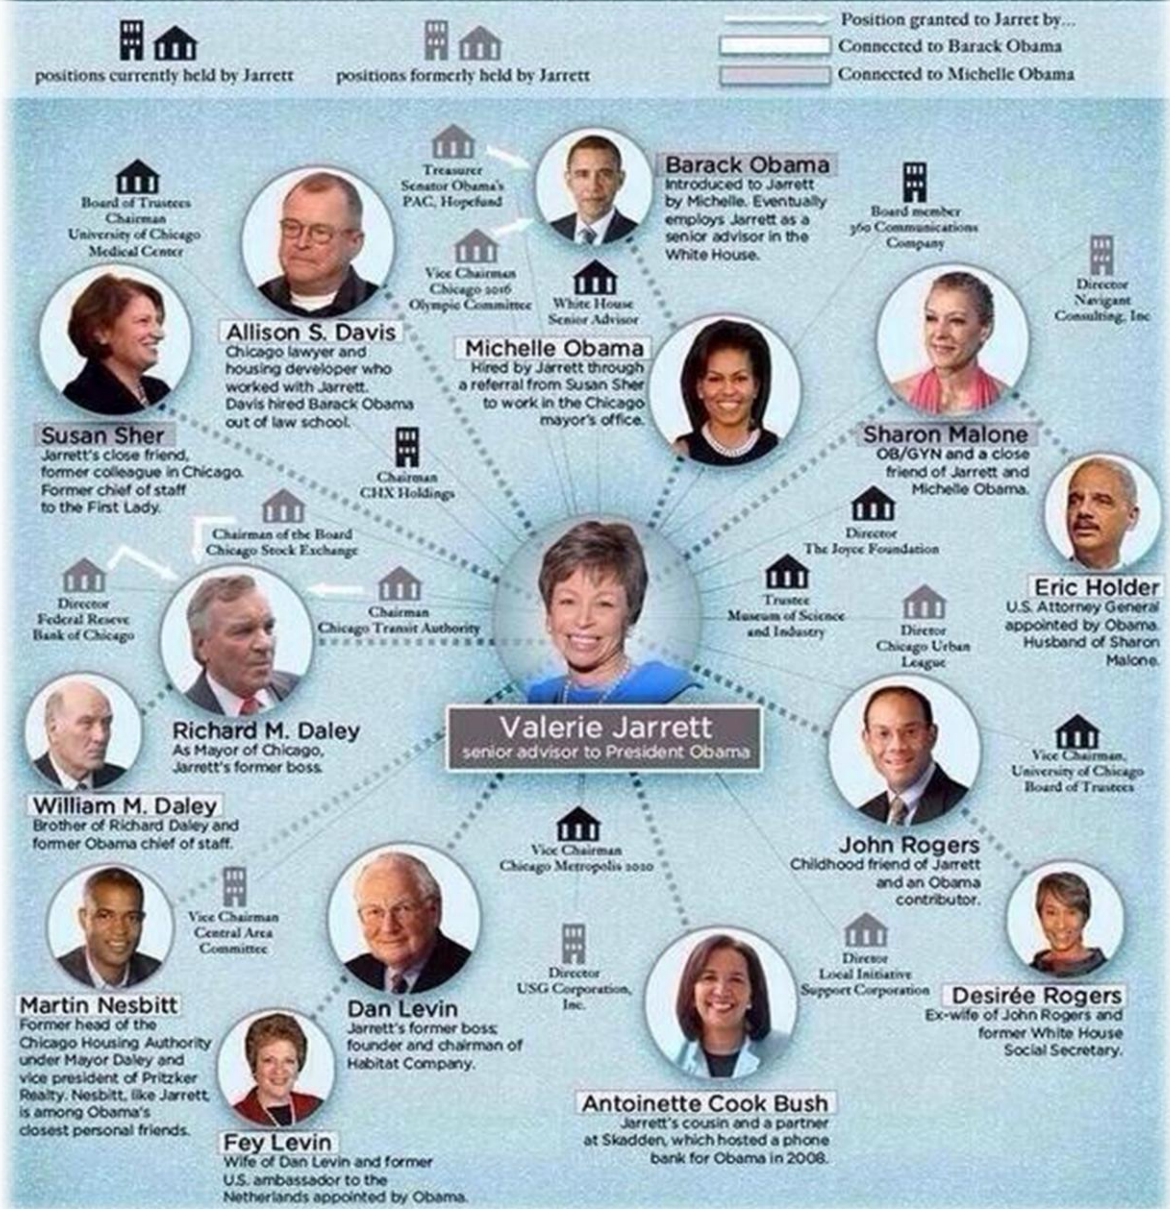 positions currently held by Jarrett
positions formerly held by Jarrett
Position granted to Jarret by...
Connected to Barack Obama
Connected to Michelle Obama
Treasurer
Senator Obama's
PAC, Hopefund
Barack Obama
Introduced to Jarrett
by Michelle. Eventually
employs Jarrett as a
senior advisor in the
White House.
Board of Trustees
Chairman
University of Chicago
Medical Center
Board member
360 Communications
Company
Vice Chairman
Chicago 2016
Olympic Committee
White House
Senior Advisor
Director
Navigant
Consulting, Inc
Allison S. Davis
Chicago lawyer and
housing developer who
worked with Jarrett.
Davis hired Barack Obama
out of law school.
Michelle Obama
Hired by Jarrett through
a referral from Susan Sher
to work in the Chicago
mayor's office.
Susan Sher
Jarrett's close friend,
former colleague in Chicago.
Former chief of staff
to the First Lady.
Sharon Malone
OB/GYN and a close
friend of Jarrett and
Michelle Obama.
Chairman
CHX Holdings
Chairman of the Board
Chicago Stock Exchange
Director
The Joyce Foundation
Eric Holder
U.S. Attorney General
appointed by Obama.
Husband of Sharon
Malone.
Director
Federal Reseve
Bank of Chicago
Chairman
Chicago Transit Authority
Trustee
Museum of Science
and Industry
Director
Chicago Urban
League
Richard M. Daley
As Mayor of Chicago,
Jarrett's former boss.
Valerie Jarrett
senior advisor to President Obama
Vice Chairman,
University of Chicago
Board of Trustees
William M. Daley
Brother of Richard Daley and
former Obama chief of staff.
Vice Chairman
Chicago Metropolis 2020
John Rogers
Childhood friend of Jarrett
and an Obama
contributor.
Vice Chairman
Central Area
Committee
Martin Nesbitt
Former head of the
Chicago Housing Authority
under Mayor Daley and
vice president of Pritzker
Realty. Nesbitt, like Jarrett,
is among Obama's
closest personal friends.
Dan Levin
Jarrett's former boss;
founder and chairman of
Habitat Company.
Director
USG Corporation,
Inc.
Director
Local Initiative
Support Corporation
Desirée Rogers
Ex-wife of John Rogers and
former White House
Social Secretary.
Fey Levin
Wife of Dan Levin and former
U.S. ambassador to the
Netherlands appointed by Obama.
Antoinette Cook Bush
Jarrett's cousin and a partner
at Skadden, which hosted a phone
bank for Obama in 2008.